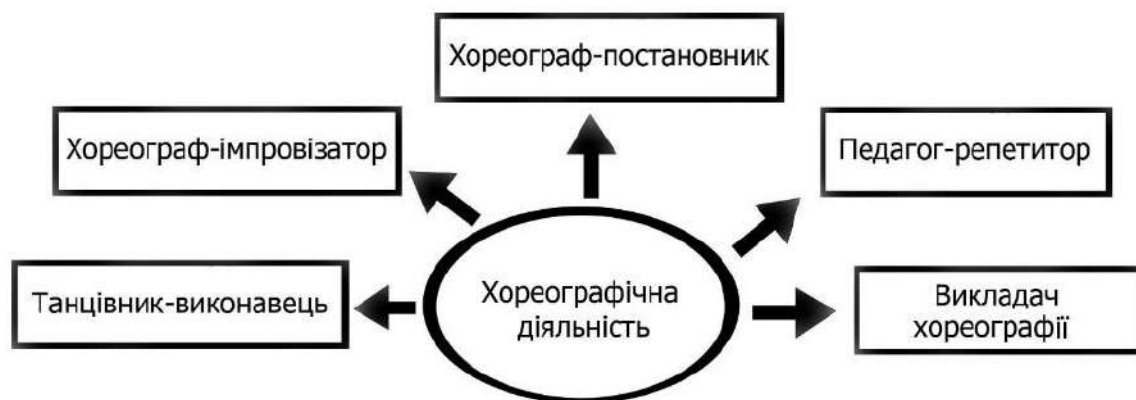 Хореограф-постановник
Хореограф-імпровізатор
Педагог-репетитор
Танцівник-виконавець
Хореографічна
діяльність
Викладач
хореографії